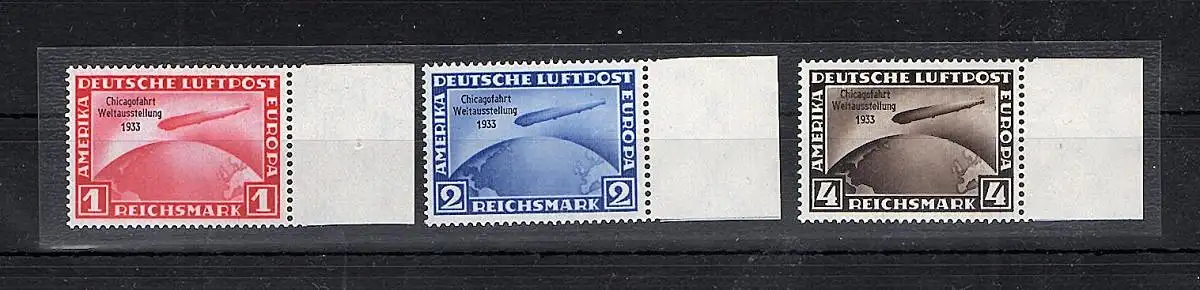 DEUTSCHE LUFTPOST
Chicagofahrt
Weltausstellung
1933
AMERIKA
EUROPA
1 REICHSMARK 1
DEUTSCHE LUFTPOST
Chicagofahrt
Weltausstellung
1933
AMERIKA
EUROPA
2 REICHSMARK 2
DEUTSCHE LUFTPOST
Chicagofahrt
Weltausstellung
1933
AMERIKA
EUROPA
4 REICHSMARK 4